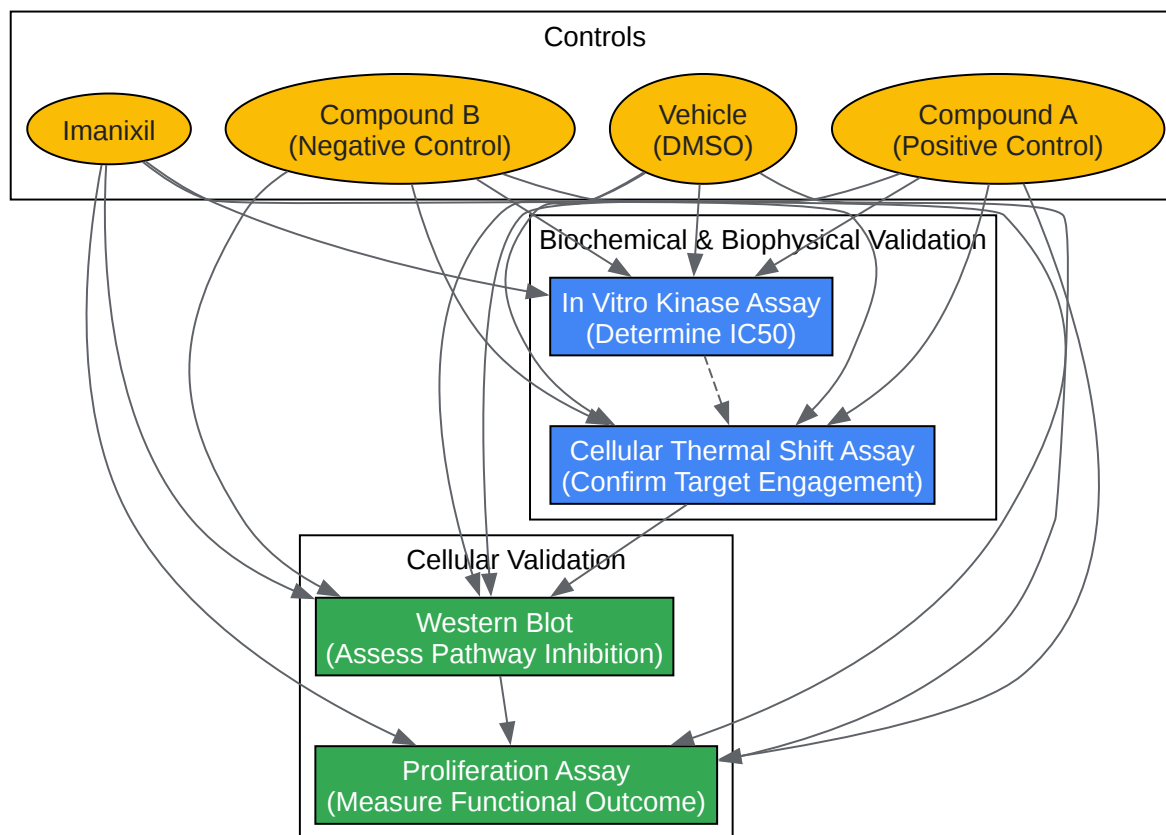 Controls
Imanixil
Compound B
(Negative Control)
Vehicle
(DMSO)
Compound A
(Positive Control)
Biochemical & Biophysical Validation
In Vitro Kinase Assay
(Determine IC50)
Cellular Thermal Shift Assay
(Confirm Target Engagement)
Cellular Validation
Western Blot
(Assess Pathway Inhibition)
Proliferation Assay
(Measure Functional Outcome)